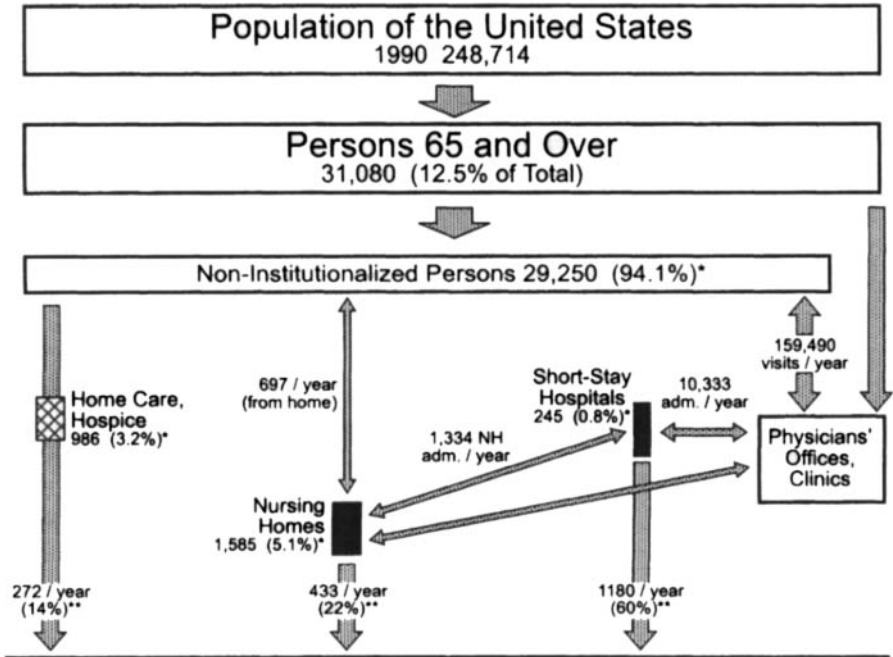 Population of the United States
1990 248,714
Persons 65 and Over
31,080 (12.5% of Total)
Non-Institutionalized Persons 29,250 (94.1%)*
159,490
visits / year
697 / year
(from home)
Short-Stay
Hospitals
245 (0.8%)*
10,333
adm. / year
Home Care,
Hospice
986 (3.2%)*
1,334 NH
adm. / year
Physicians'
Offices,
Clinics
Nursing
Homes
1,585 (5.1%)*
272 / year
(14%)**
433 / year
(22%)**
1180 / year
(60%)**